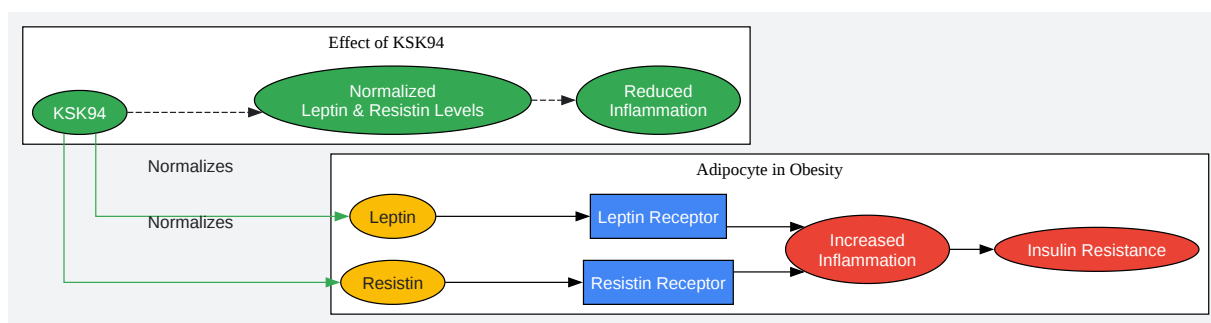 Effect of KSK94
KSK94
Normalized
Leptin & Resistin Levels
Reduced
Inflammation
Normalizes
Normalizes
Adipocyte in Obesity
Leptin
Leptin Receptor
Resistin
Resistin Receptor
Increased
Inflammation
Insulin Resistance